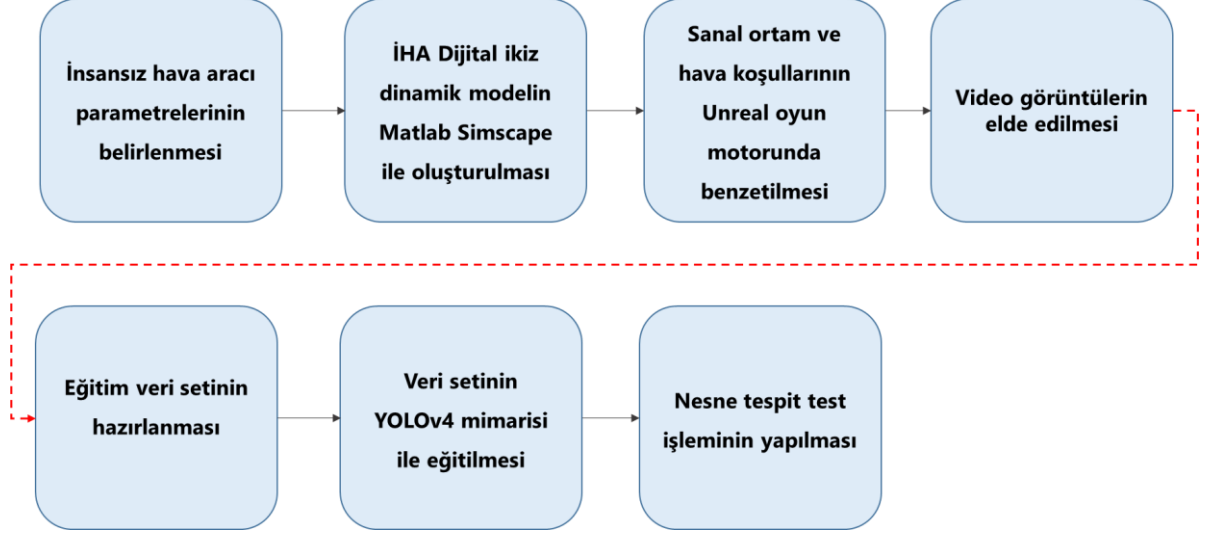 İnsansız hava aracı
parametrelerinin
belirlenmesi
İHA Dijital ikiz
dinamik modelin
Matlab Simscape
ile oluşturulması
Sanal ortam ve
hava koşullarının
Unreal oyun
motorunda
benzetilmesi
Video görüntülerin
elde edilmesi
Eğitim veri setinin
hazırlanması
Veri setinin
YOLOv4 mimarisi
ile eğitilmesi
Nesne tespit test
işleminin yapılması